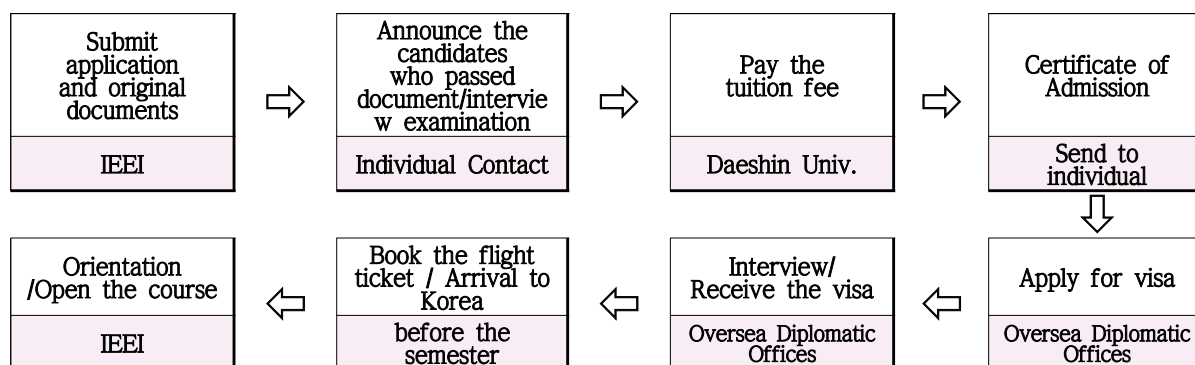 Submit
application
and original
documents
IEEI
Announce the
candidates
who passed
document/intervie
w examination
Individual Contact
Pay the
tuition fee
Daeshin Univ.
Certificate of
Admission
Send to
individual
Apply for visa
Oversea Diplomatic
Offices
Interview/
Receive the visa
Oversea Diplomatic
Offices
Book the flight
ticket / Arrival to
Korea
before the
semester
Orientation
/Open the course
IEEI